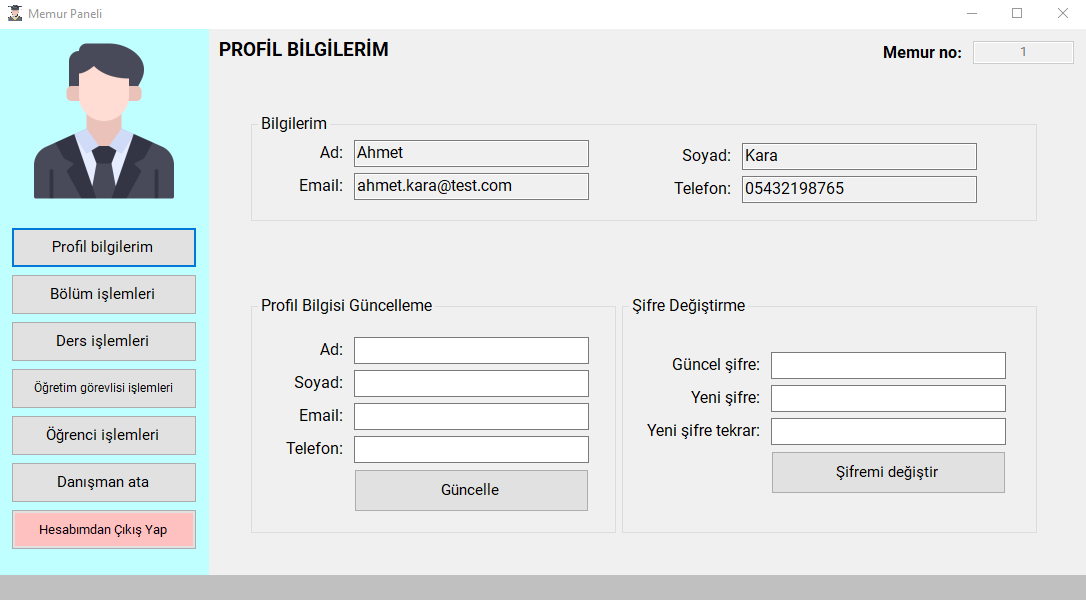 Memur Paneli
PROFİL BİLGİLERİM
Memur no: 1
Bilgilerim
Ad: Ahmet
Soyad: Kara
Email: ahmet.kara@test.com
Telefon: 05432198765
Profil bilgilerim
Bölüm işlemleri
Ders işlemleri
Öğretim görevlisi işlemleri
Öğrenci işlemleri
Danışman ata
Hesabımdan Çıkış Yap
Profil Bilgisi Güncelleme
Ad:
Soyad:
Email:
Telefon:
Güncelle
Şifre Değiştirme
Güncel şifre:
Yeni şifre:
Yeni şifre tekrar:
Şifremi değiştir